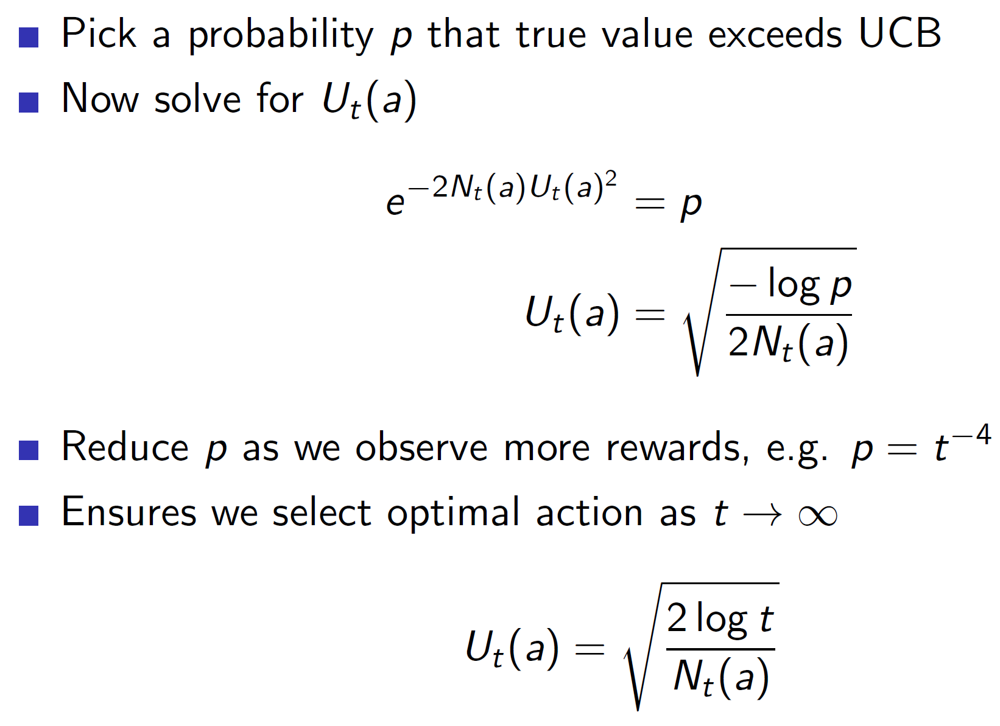 ■ Pick a probability p that true value exceeds UCB
■ Now solve for U_t(a)
e^{-2N_t(a)U_t(a)^2} = p
U_t(a) = \sqrt{\frac{-\log p}{2N_t(a)}}
■ Reduce p as we observe more rewards, e.g. p = t^{-4}
■ Ensures we select optimal action as t → ∞
U_t(a) = \sqrt{\frac{2 \log t}{N_t(a)}}